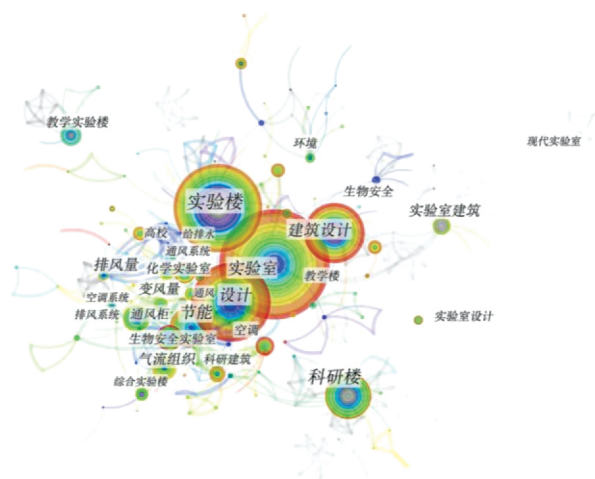 教学实验楼
现代实验室
环境
生物安全
实验楼
实验室建筑
高校
给排水
建筑设计
通风系统
排风量
化学实验室
实验室
教学楼
变风量
通风
设计
空调系统
排风系统
通风柜
节能
实验室设计
空调
生物安全实验室
气流组织
科研建筑
科研楼
综合实验楼